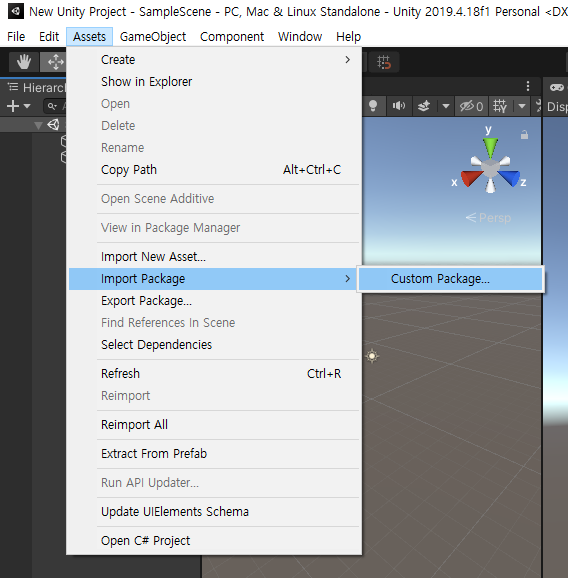 New Unity Project - SampleScene - PC, Mac & Linux Standalone - Unity 2019.4.18f1 Personal <DX
File Edit Assets GameObject Component Window Help
Hierarch
All
0
Disp
Create
Show in Explorer
Open
Delete
Rename
Copy Path Alt+Ctrl+C
Open Scene Additive
View in Package Manager
Import New Asset...
Import Package
Custom Package...
Export Package...
Find References In Scene
Select Dependencies
Refresh Ctrl+R
Reimport
Reimport All
Extract From Prefab
Run API Updater...
Update UIElements Schema
Open C# Project
y
x
z
Persp